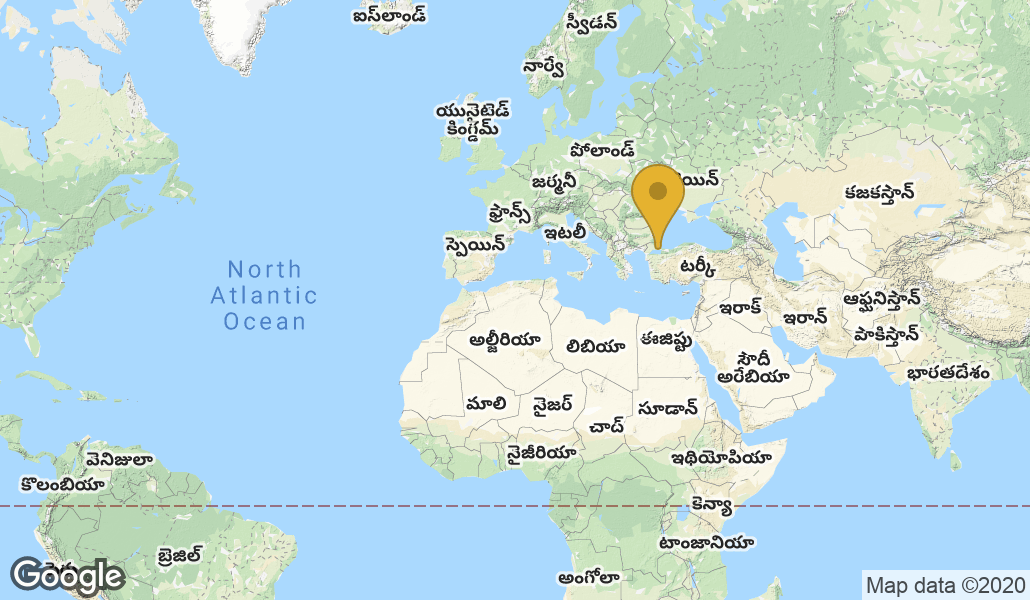 ఐస్‌లాండ్
స్వీడన్
నార్వే
యునైటెడ్
కింగ్డమ్
పోలాండ్
జర్మనీ
యిన్
కజకస్తాన్
ఫ్రాన్స్
ఇటలీ
స్పెయిన్
టర్కీ
North
Atlantic
Ocean
ఇరాక్
ఇరాన్
ఆఫ్ఘనిస్తాన్
పాకిస్తాన్
అల్జీరియా
లిబియా
ఈజిప్టు
సౌదీ
అరేబియా
భారతదేశం
మాలి
నైజర్
సూడాన్
చాద్
నైజీరియా
ఇథియోపియా
వెనిజులా
కొలంబియా
కెన్యా
టాంజానియా
బ్రెజిల్
అంగోలా
Google
Map data ©2020